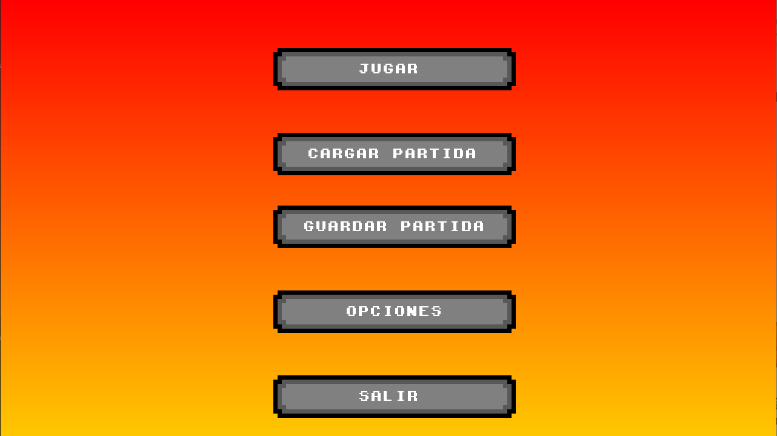 JUGAR
CARGAR PARTIDA
GUARDAR PARTIDA
OPCIONES
SALIR